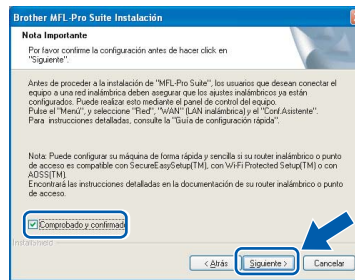 Brother MFL-Pro Suite Instalación
Nota Importante
Por favor confirme la configuración antes de hacer click en
"Siguiente".
Antes de proceder a la instalación de "MFL-Pro Suite", los usuarios que desean conectar el
equipo a una red inalámbrica deben asegurar que los ajustes inalámbricos ya están
configurados. Puede realizar esto mediante el panel de control del equipo.
Pulse el "Menú", y seleccione "Red", "WAN" (LAN inalámbrica) y el "Conf.Asistente".
Para instrucciones detalladas, consulte la "Guía de configuración rápida".
Nota: Puede configurar su máquina de forma rápida y sencilla si su router inalámbrico o punto
de acceso es compatible con SecureEasySetup(TM), con Wi-Fi Protected Setup(TM) o con
AOSS(TM).
Encontrará las instrucciones detalladas en la documentación de su router inalámbrico o punto
de acceso.
Comprobado y confirmado
InstallShield
< Atrás
Siguiente >
Cancelar